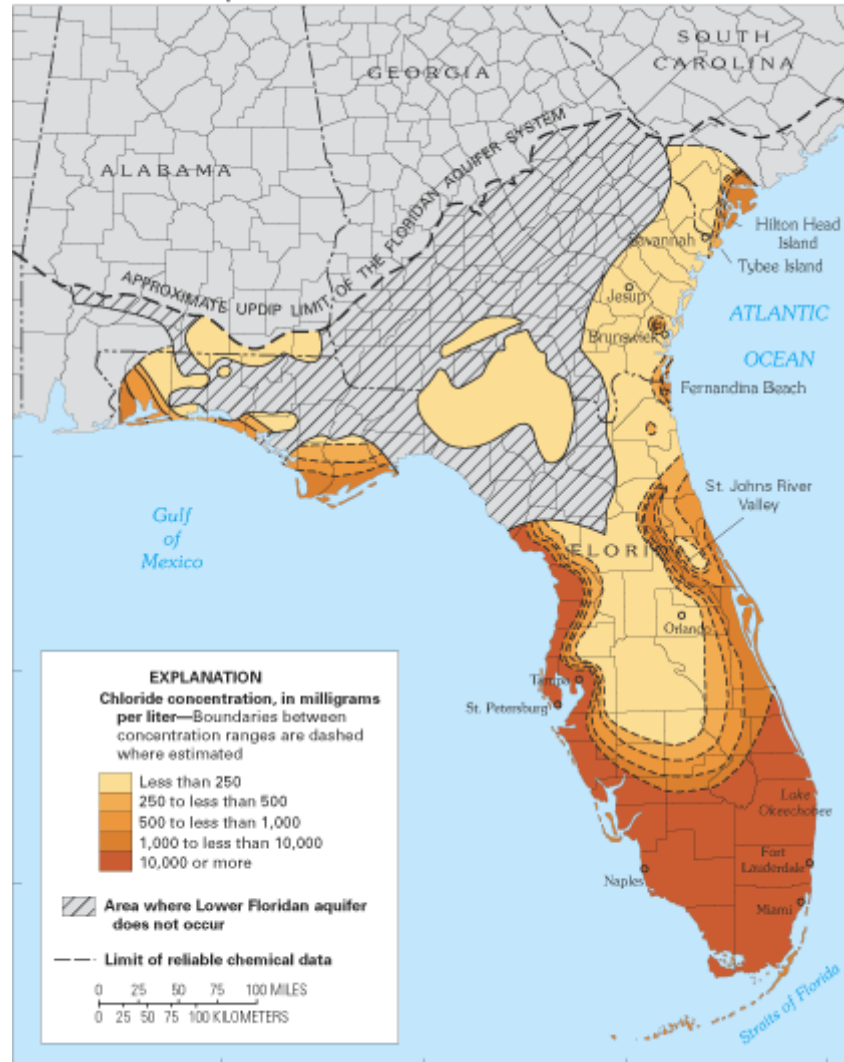 SOUTH
CAROLINA
GEORGIA
ALABAMA
APPROXIMATE UPDIP LIMIT OF THE FLORIDAN AQUIFER SYSTEM
Hilton Head
Island
Savannah
Tybee Island
Jesup
ATLANTIC
OCEAN
Brunswick
Fernandina Beach
St. Johns River
Valley
Gulf
of
Mexico
FLORIDA
Orlando
Tampa
St. Petersburg
Lake
Okeechobee
Fort
Lauderdale
Naples
Miami
Straits of Florida
EXPLANATION
Chloride concentration, in milligrams
per liter—Boundaries between
concentration ranges are dashed
where estimated
Less than 250
250 to less than 500
500 to less than 1,000
1,000 to less than 10,000
10,000 or more
Area where Lower Floridan aquifer
does not occur
Limit of reliable chemical data
0 25 50 75 100 MILES
0 25 50 75 100 KILOMETERS